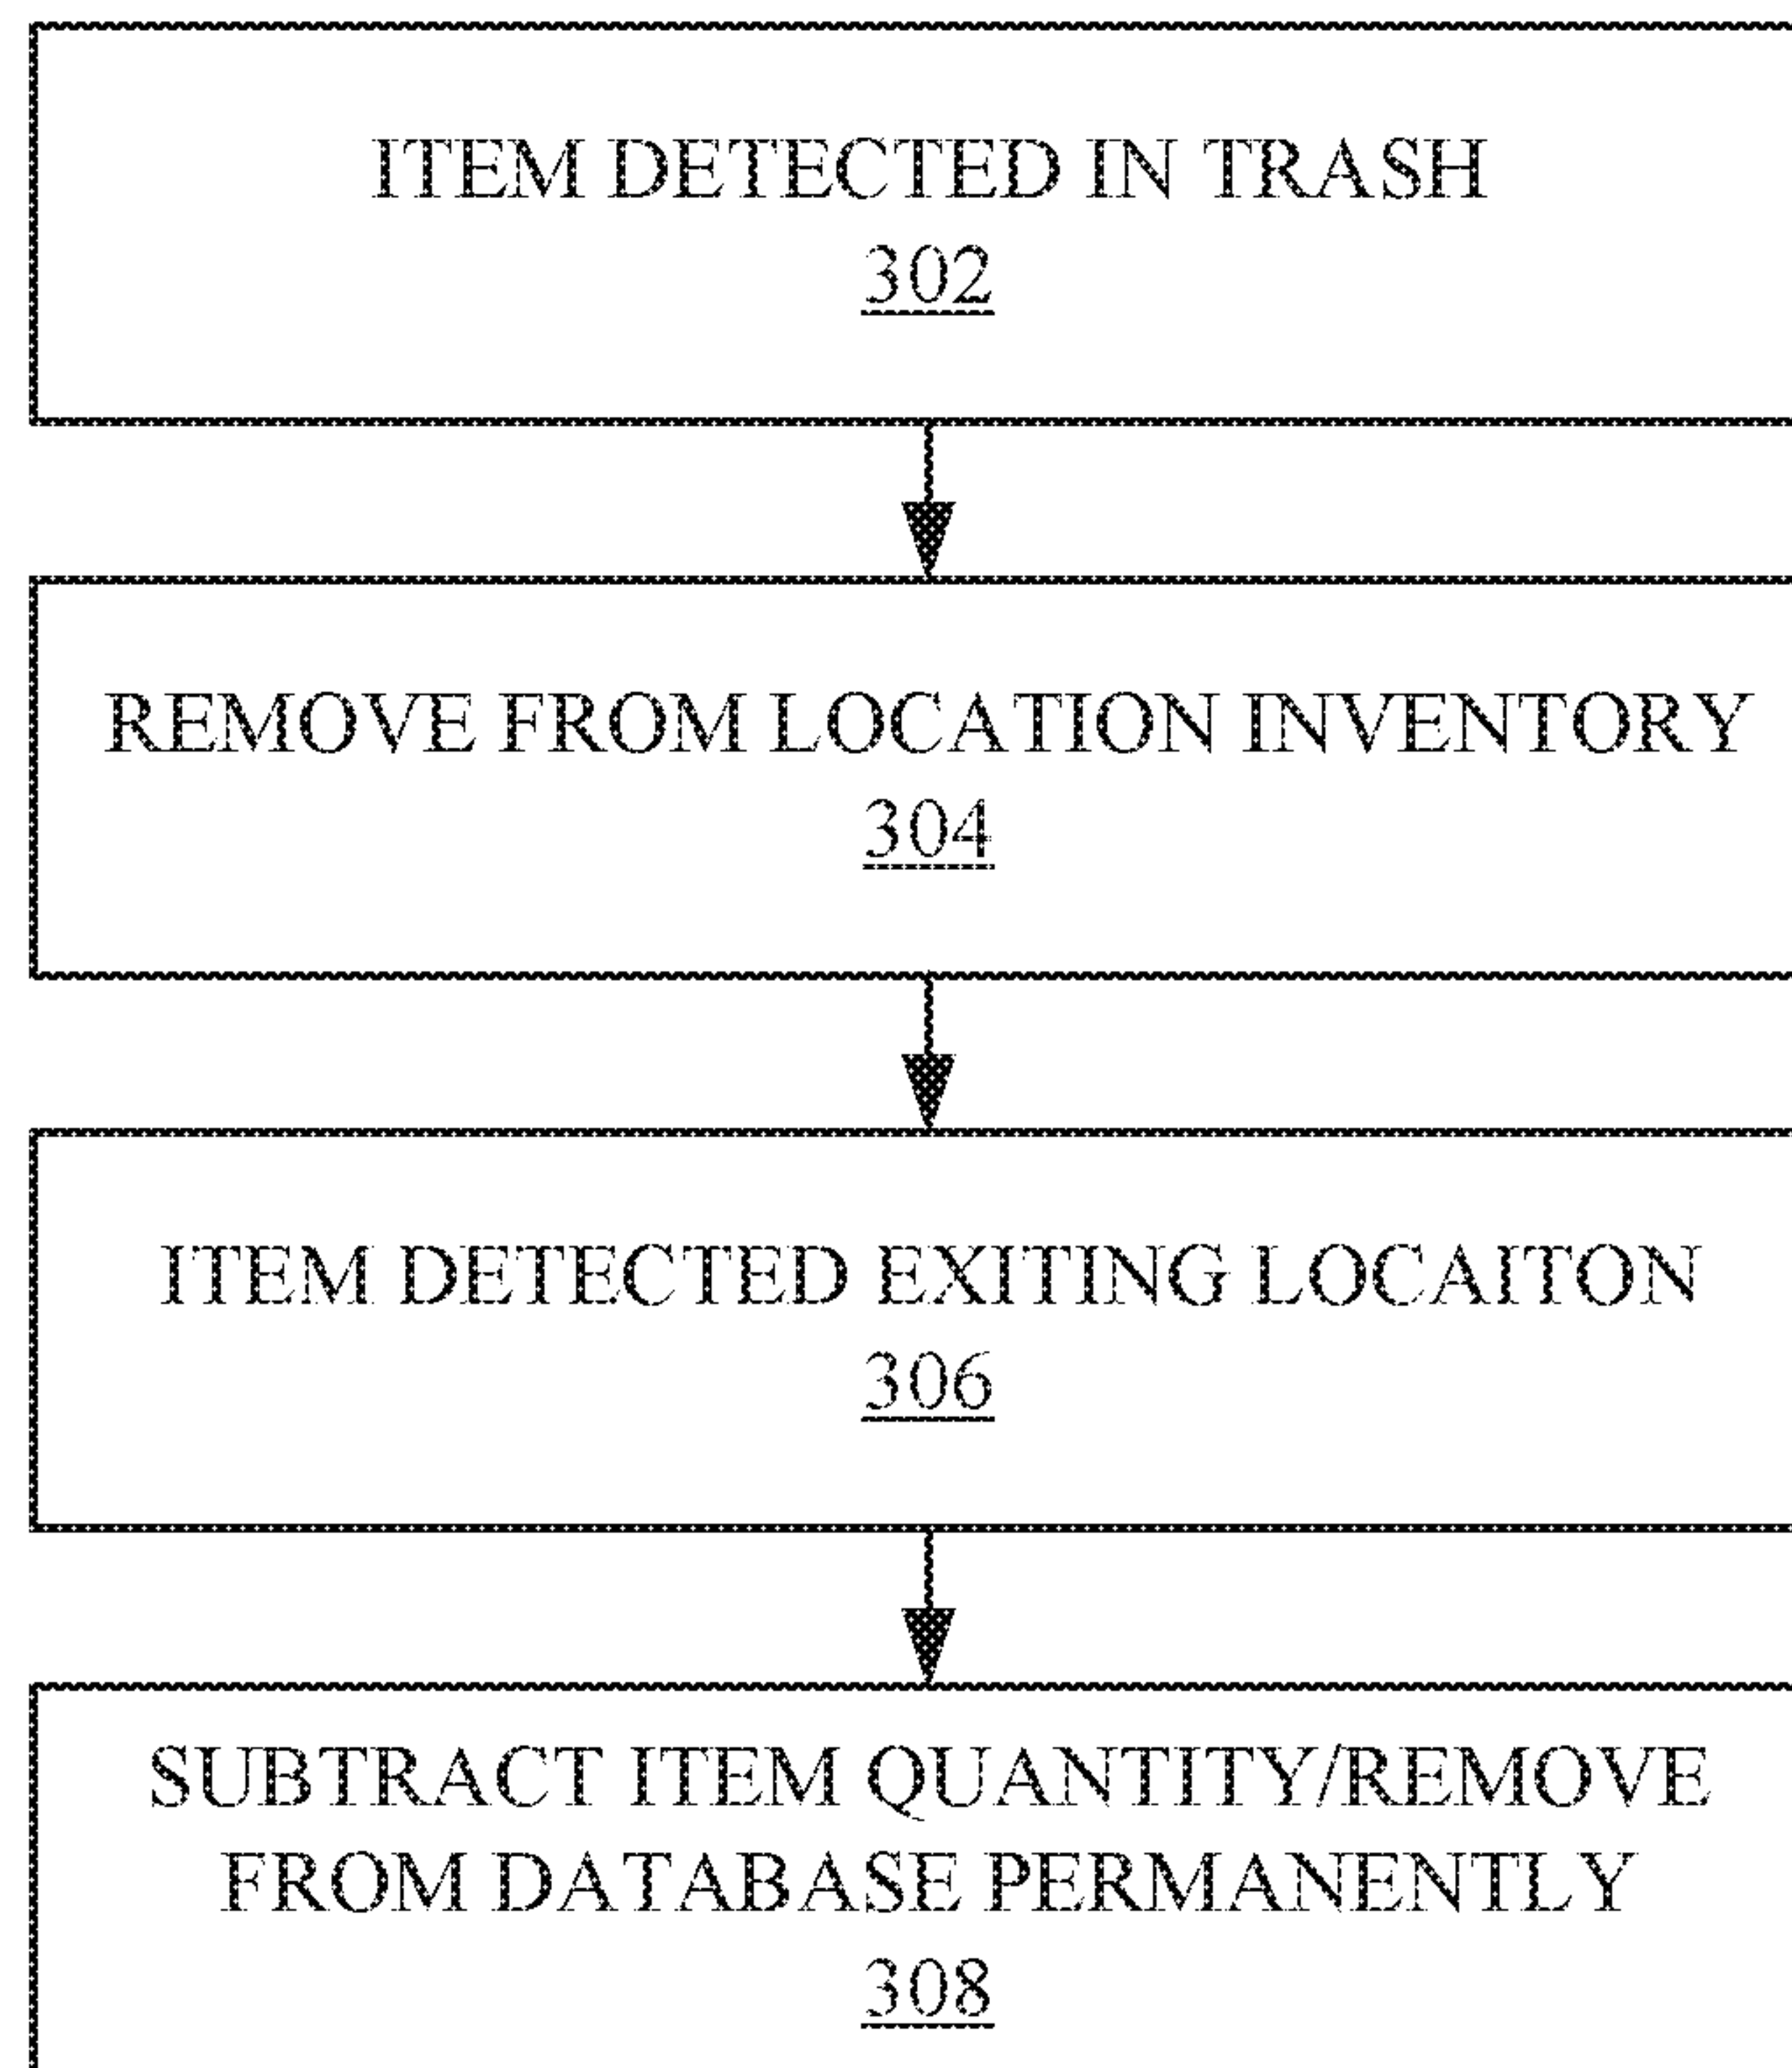 ITEM DETECTED IN TRASH
302
REMOVE FROM LOCATION INVENTORY
304
ITEM DETECTED EXITING LOCAITON
306
SUBTRACT ITEM QUANTITY/REMOVE
FROM DATABASE PERMANENTLY
308